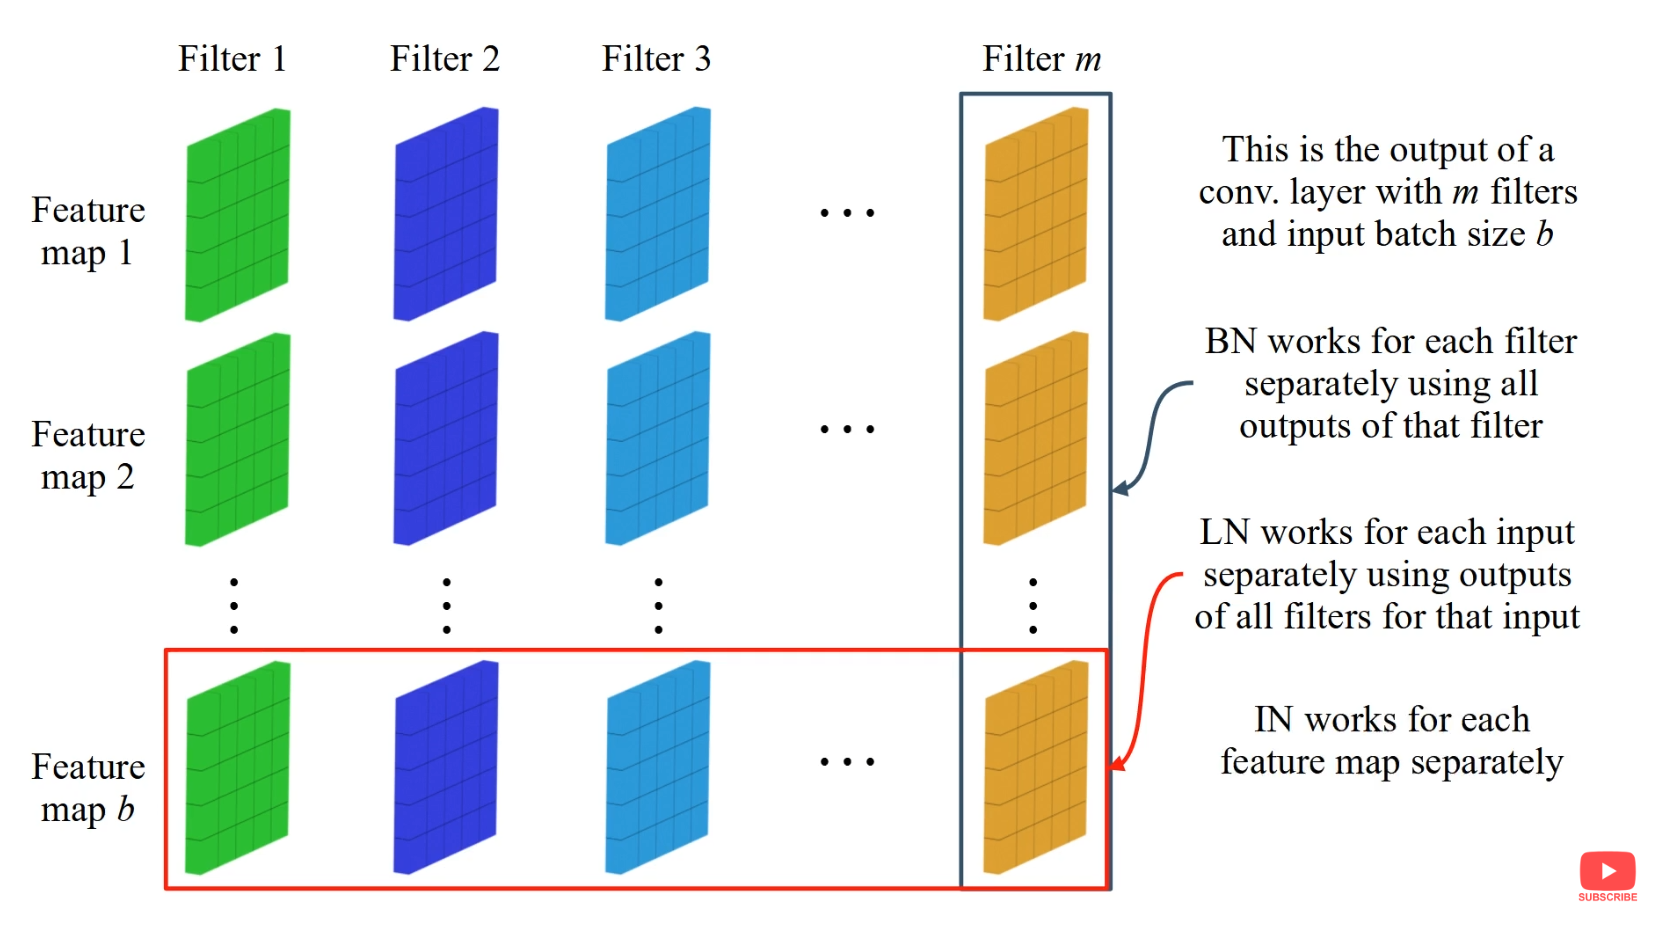 Filter 1
Filter 2
Filter 3
Filter m
Feature
map 1
This is the output of a
conv. layer with m filters
and input batch size b
BN works for each filter
separately using all
outputs of that filter
Feature
map 2
LN works for each input
separately using outputs
of all filters for that input
Feature
map b
IN works for each
feature map separately
SUBSCRIBE